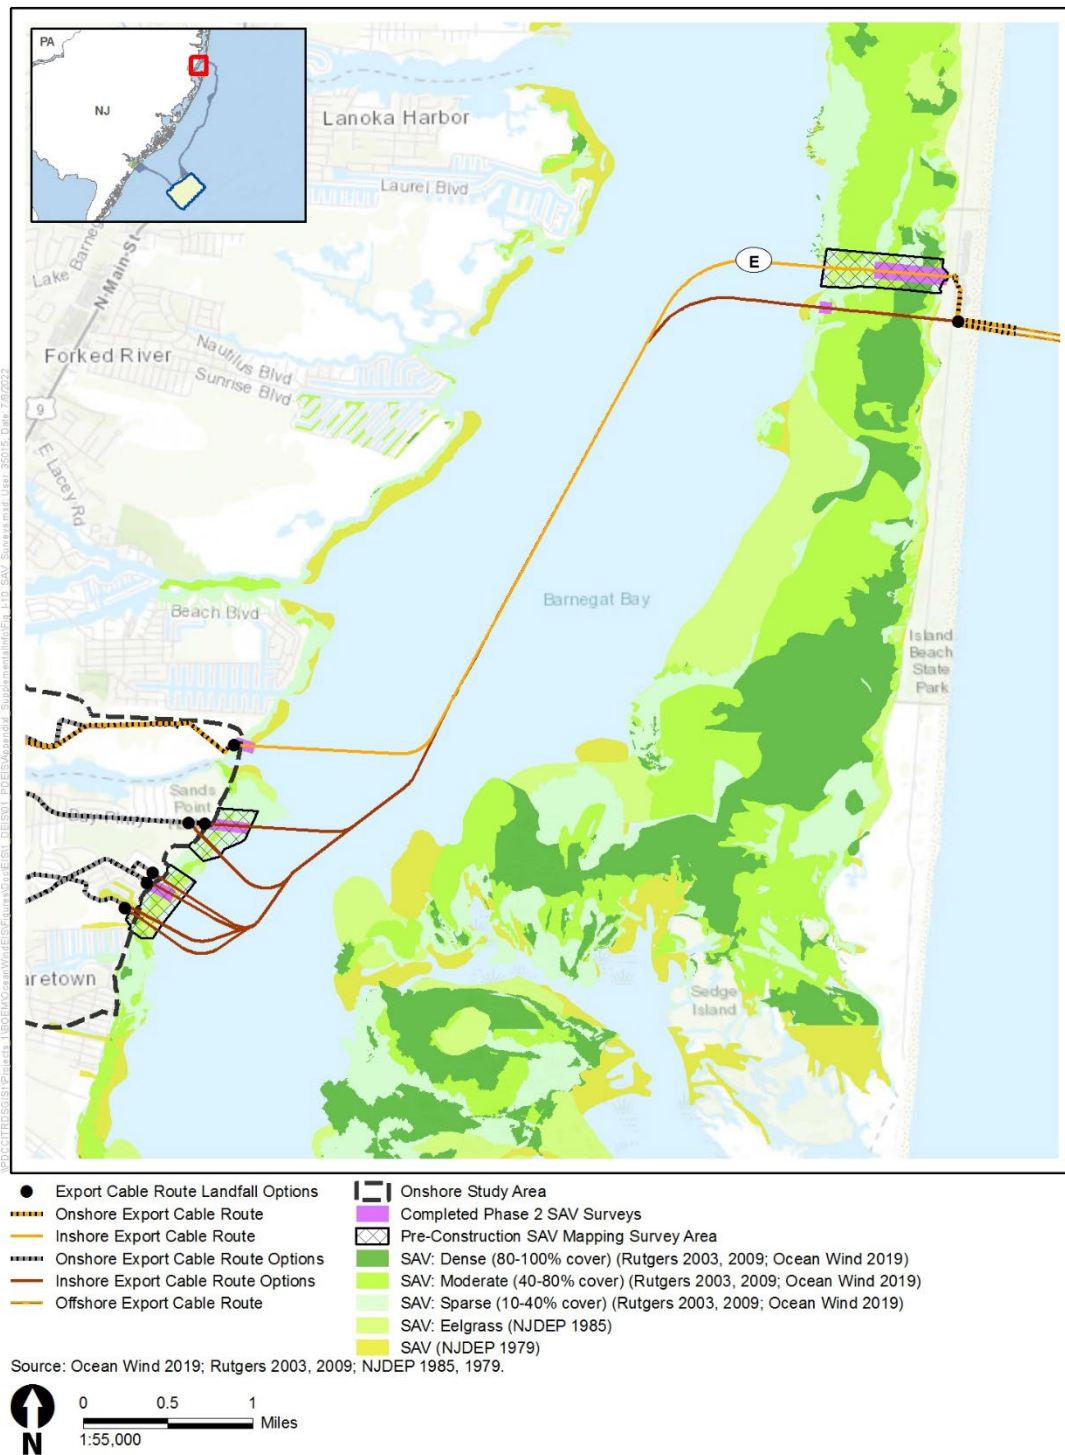 PA
NJ
Lanoka Harbor
Laurel Blvd
Lake Barneg
N-Main-St
E
Forked River
Nautilus Blvd
Sunrise Blvd
9
E Lacey Rd
Beach Blvd
Barnegat Bay
Island
Beach
State
Park
Sands
Point
Bay Pkwy
aretown
Sedge
Island
Export Cable Route Landfall Options
Onshore Export Cable Route
Inshore Export Cable Route
Onshore Export Cable Route Options
Inshore Export Cable Route Options
Offshore Export Cable Route
Onshore Study Area
Completed Phase 2 SAV Surveys
Pre-Construction SAV Mapping Survey Area
SAV: Dense (80-100% cover) (Rutgers 2003, 2009; Ocean Wind 2019)
SAV: Moderate (40-80% cover) (Rutgers 2003, 2009; Ocean Wind 2019)
SAV: Sparse (10-40% cover) (Rutgers 2003, 2009; Ocean Wind 2019)
SAV: Eelgrass (NJDEP 1985)
SAV (NJDEP 1979)
Source: Ocean Wind 2019; Rutgers 2003, 2009; NJDEP 1985, 1979.
N
0 0.5 1
Miles
1:55,000